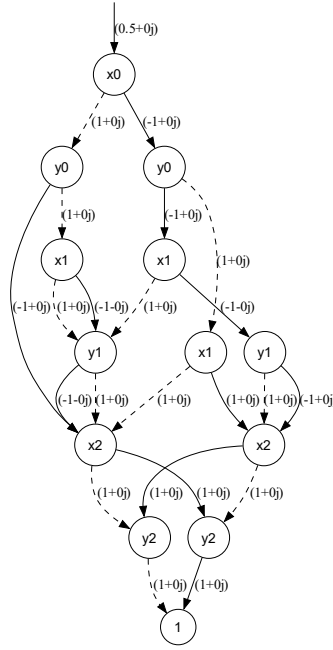 (0.5+0j)
x0
(1+0j) (-1+0j)
y0 y0
(1+0j) (-1+0j)
x1 x1 (1+0j)
(-1+0j) (1+0j) (-1-0j) (1+0j) (-1-0j)
y1 x1 y1
(-1-0j) (1+0j) (1+0j) (1+0j) (1+0j) (-1+0j
x2 x2
(1+0j) (1+0j) (1+0j) (1+0j)
y2 y2
(1+0j) (1+0j)
1